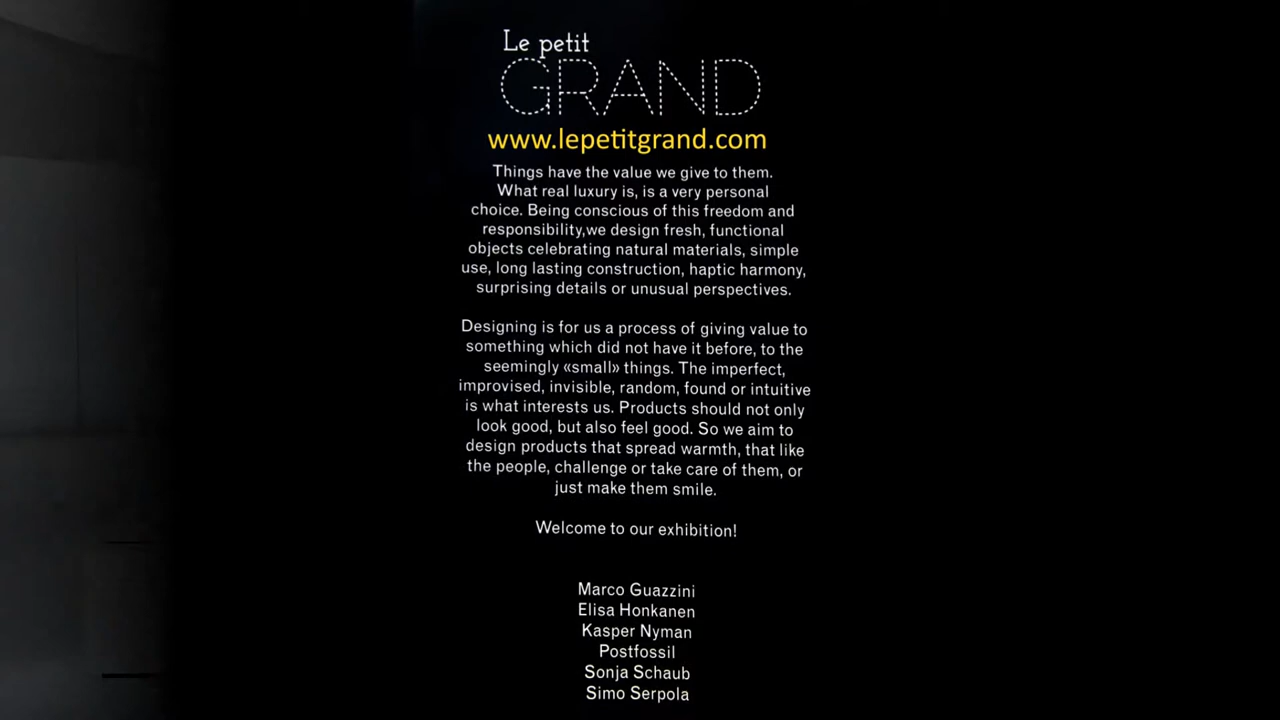 Le petit
GRAND
www.lepetitgrand.com
Things have the value we give to them.
What real luxury is, is a very personal
choice. Being conscious of this freedom and
responsibility,we design fresh, functional
objects celebrating natural materials, simple
use, long lasting construction, haptic harmony,
surprising details or unusual perspectives.
Designing is for us a process of giving value to
something which did not have it before, to the
seemingly «small» things. The imperfect,
improvised, invisible, random, found or intuitive
is what interests us. Products should not only
look good, but also feel good. So we aim to
design products that spread warmth, that like
the people, challenge or take care of them, or
just make them smile.
Welcome to our exhibition!
Marco Guazzini
Elisa Honkanen
Kasper Nyman
Postfossil
Sonja Schaub
Simo Serpola